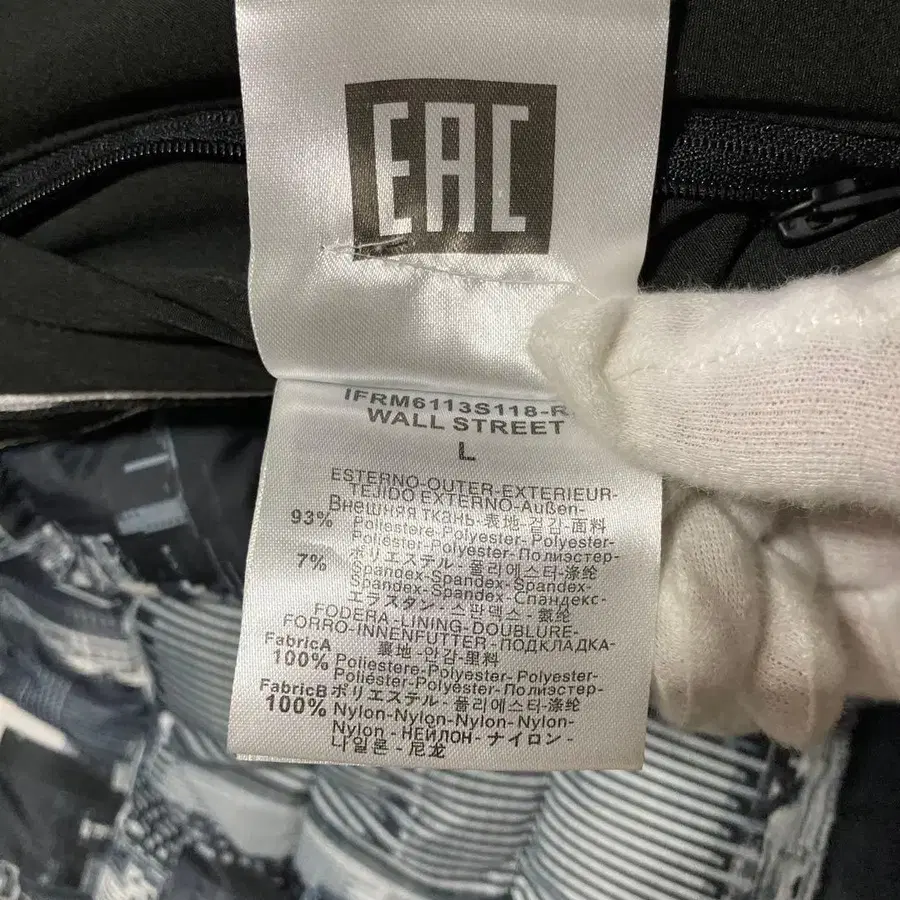 EAC
IFRM6113S118-R
WALL STREET
L
ESTERNO-OUTER-EXTERIEUR-
TEJIDO EXTERNO-Außen-
Внешняя ткань-表地-겉감-面料
93% Poliestere-Polyester-Polyester-
Poliester-Polyester-Полиэстер-
ポリエステル-폴리에스터-涤纶
7% Spandex-Spandex-Spandex-
Spandex-Spandex-Спандекс-
エラスタン-스판덱스-氨纶
FODERA-LINING-DOUBLURE-
FORRO-INNENFUTTER-ПОДКЛАДКА-
裏地-안감-里料
FabricA
100% Poliestere-Polyester-Polyester-
Poliester-Polyester-Полиэстер-
FabricB ポリエステル-폴리에스터-涤纶
100% Nylon-Nylon-Nylon-Nylon-
Nylon-НЕЙЛОН-ナイロン-
나일론-尼龙